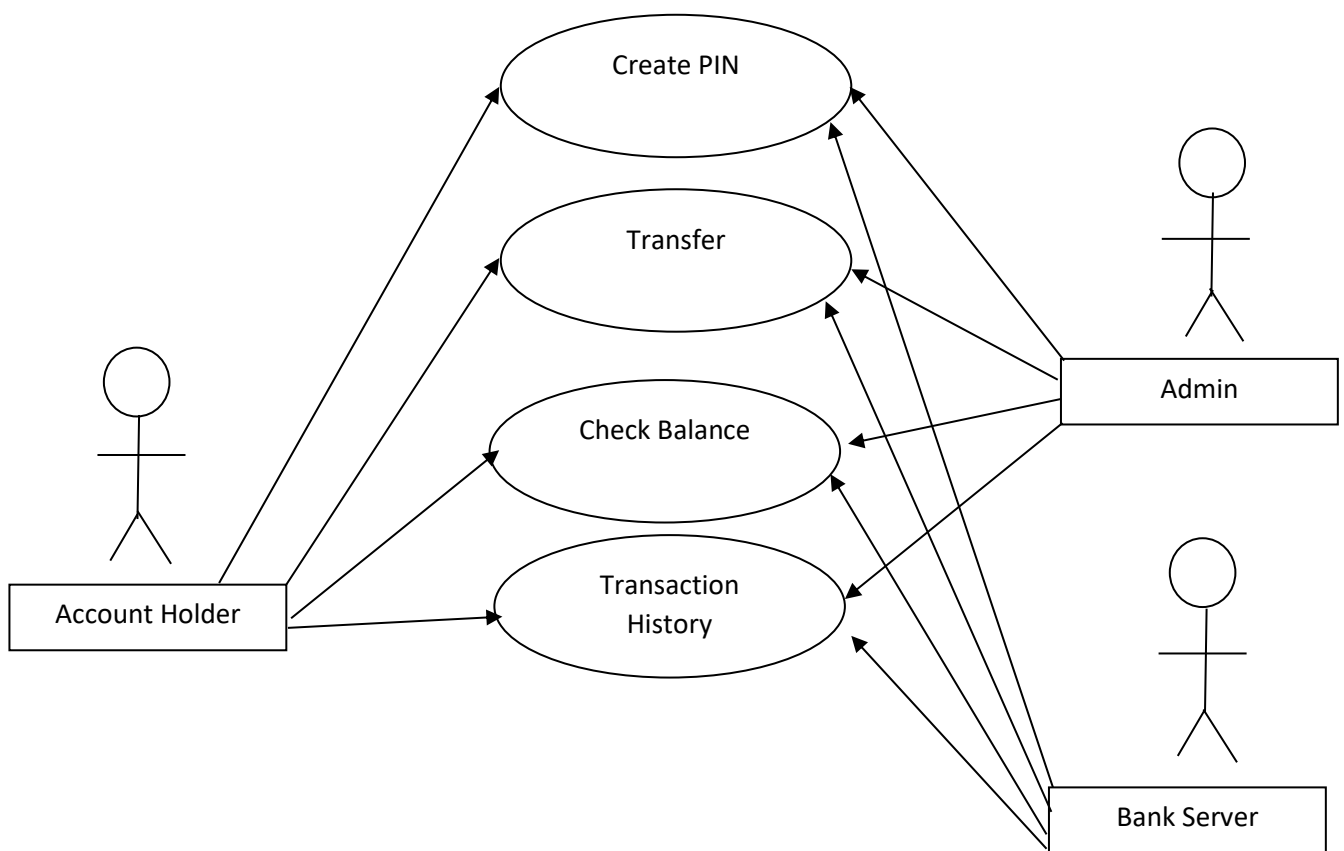 Create PIN
Transfer
Admin
Check Balance
Transaction
History
Account Holder
Bank Server